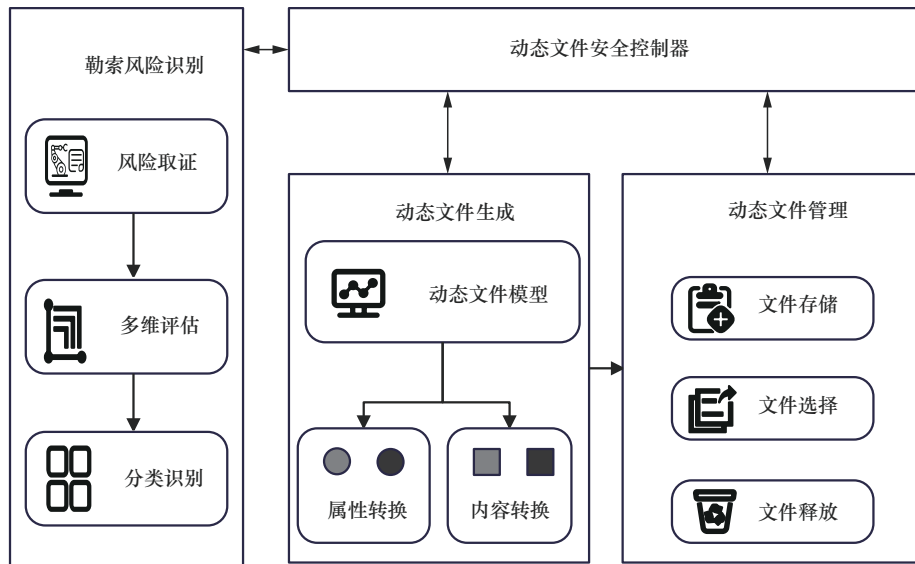 勒索风险识别
风险取证
多维评估
分类识别
动态文件安全控制器
动态文件生成
动态文件模型
属性转换
内容转换
动态文件管理
文件存储
文件选择
文件释放